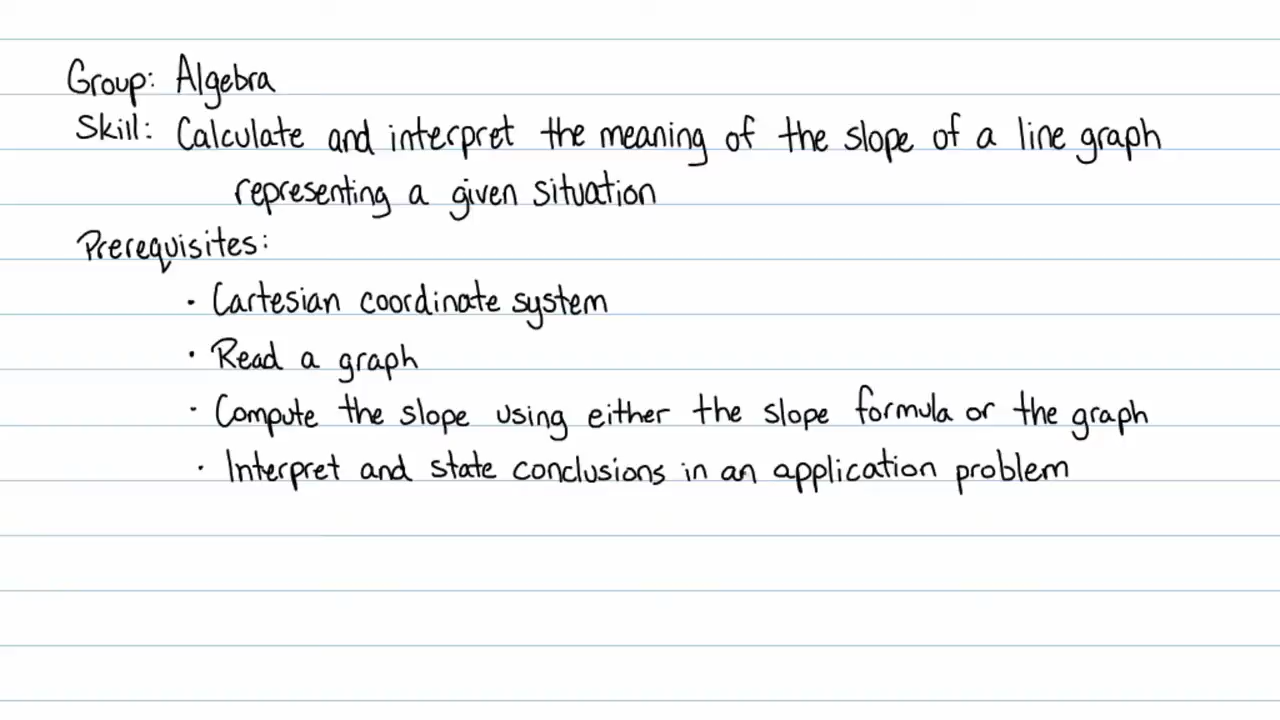 Group: Algebra
Skill: Calculate and interpret the meaning of the slope of a line graph
representing a given situation
Prerequisites:
· Cartesian coordinate system
· Read a graph
· Compute the slope using either the slope formula or the graph
· Interpret and state conclusions in an application problem